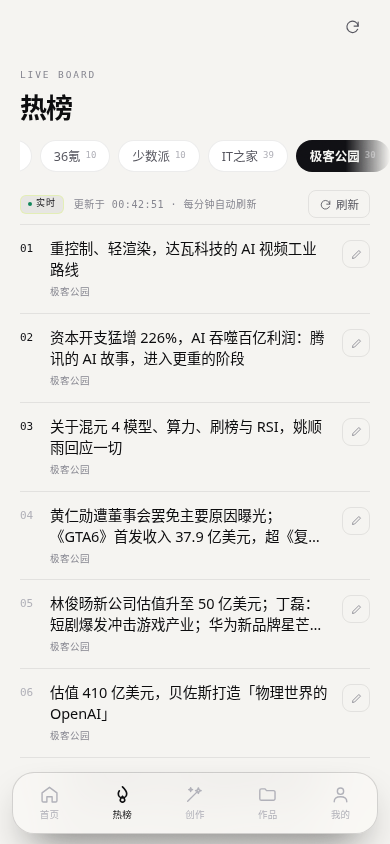 LIVE BOARD
热榜
36氪 10
少数派 10
IT之家 39
极客公园 30
实时 更新于 00:42:51 · 每分钟自动刷新
刷新
01 重控制、轻渲染，达瓦科技的 AI 视频工业
路线
极客公园
02 资本开支猛增 226%，AI 吞噬百亿利润：腾
讯的 AI 故事，进入更重的阶段
极客公园
03 关于混元 4 模型、算力、刷榜与 RSI，姚顺
雨回应一切
极客公园
04 黄仁勋遭董事会罢免主要原因曝光；
《GTA6》首发收入 37.9 亿美元，超《复...
极客公园
05 林俊旸新公司估值升至 50 亿美元；丁磊：
短剧爆发冲击游戏产业；华为新品牌星芒...
极客公园
06 估值 410 亿美元，贝佐斯打造「物理世界的
OpenAI」
极客公园
首页
热榜
创作
作品
我的